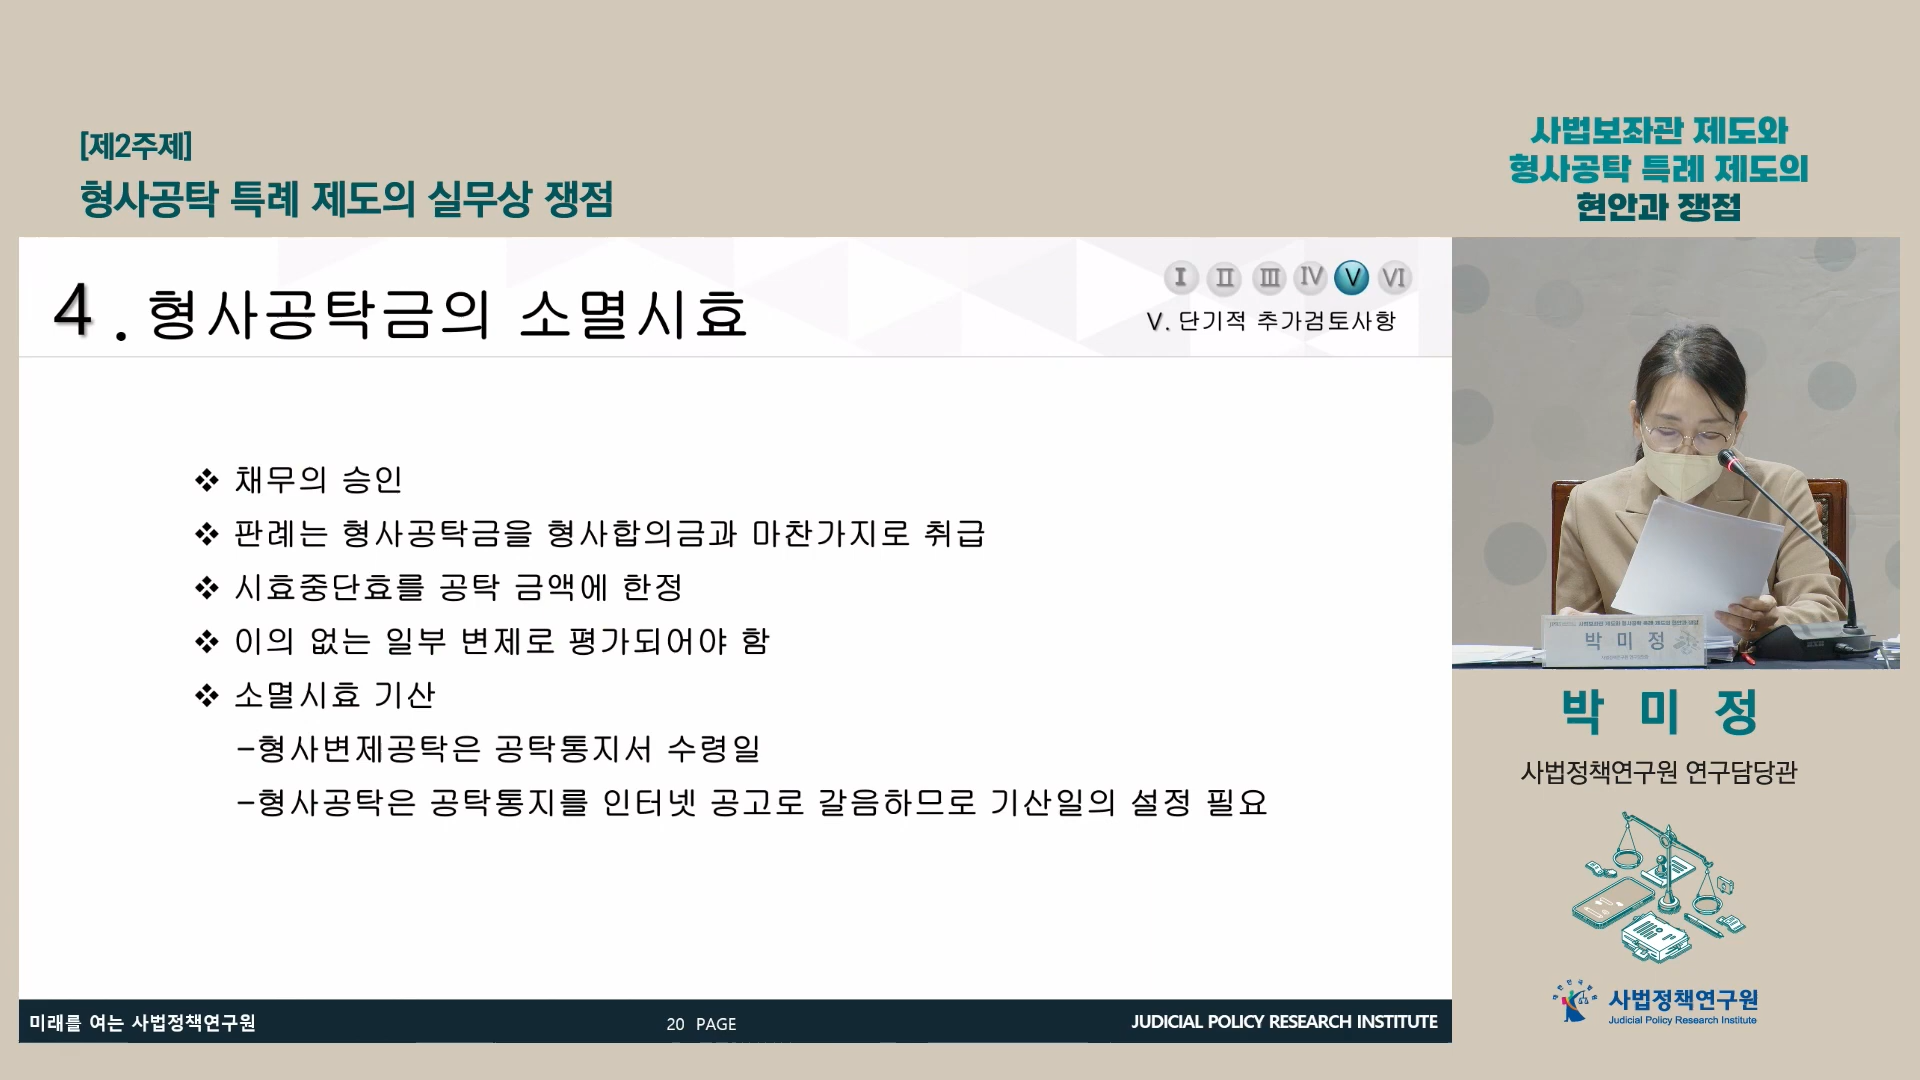 [제2주제]
형사공탁 특례 제도의 실무상 쟁점
사법보좌관 제도와
형사공탁 특례 제도의
현안과 쟁점
4. 형사공탁금의 소멸시효
I II III IV V VI
V. 단기적 추가검토사항
❖ 채무의 승인
❖ 판례는 형사공탁금을 형사합의금과 마찬가지로 취급
❖ 시효중단효를 공탁 금액에 한정
❖ 이의 없는 일부 변제로 평가되어야 함
❖ 소멸시효 기산
–형사변제공탁은 공탁통지서 수령일
–형사공탁은 공탁통지를 인터넷 공고로 갈음하므로 기산일의 설정 필요
미래를 여는 사법정책연구원
20 PAGE
JUDICIAL POLICY RESEARCH INSTITUTE
박미정
박 미 정
사법정책연구원 연구담당관
사법정책연구원
Judicial Policy Research Institute